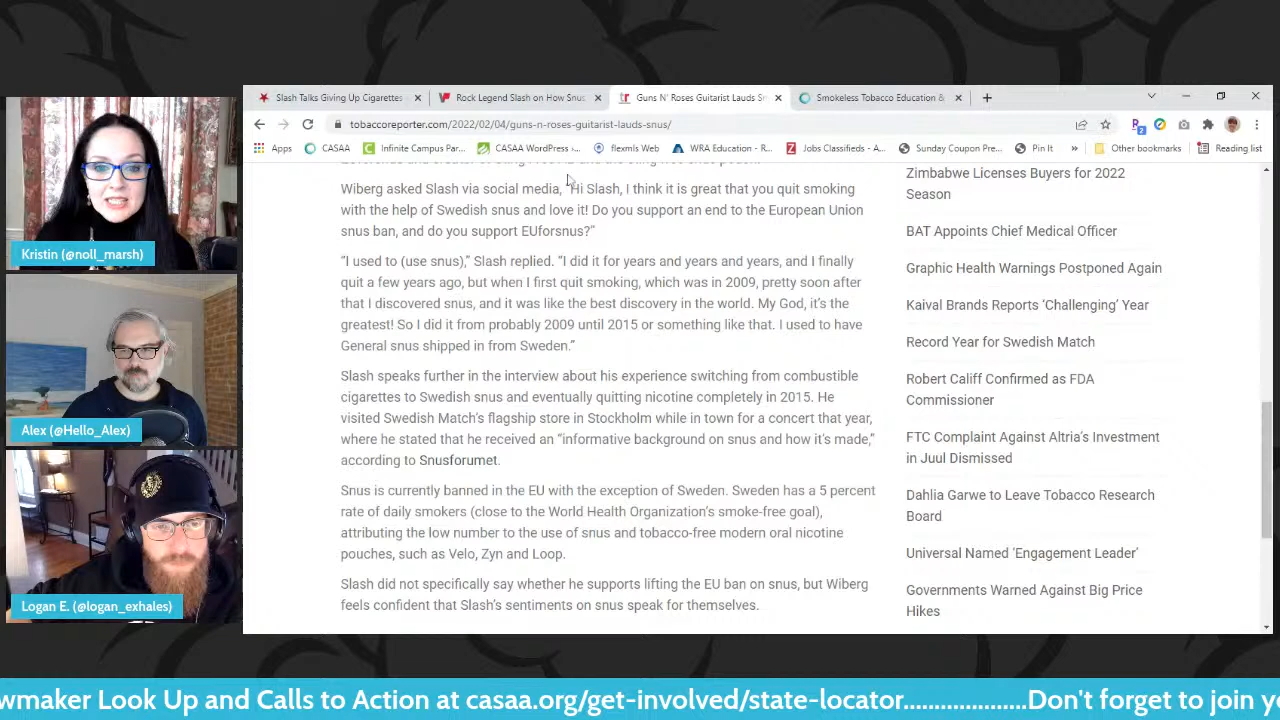 Slash Talks Giving Up Cigarettes
Rock Legend Slash on How Snus
Guns N' Roses Guitarist Lauds Sn
Smokeless Tobacco Education &
tobaccoreporter.com/2022/02/04/guns-n-roses-guitarist-lauds-snus/
Apps
CASAA
Infinite Campus Par...
CASAA WordPress -...
flexmls Web
WRA Education - R...
Jobs Classifieds - A...
Sunday Coupon Pre...
Pin It
Other bookmarks
Reading list
Wiberg asked Slash via social media, "Hi Slash, I think it is great that you quit smoking
with the help of Swedish snus and love it! Do you support an end to the European Union
snus ban, and do you support EUforsnus?"
"I used to (use snus)," Slash replied. "I did it for years and years and years, and I finally
quit a few years ago, but when I first quit smoking, which was in 2009, pretty soon after
that I discovered snus, and it was like the best discovery in the world. My God, it's the
greatest! So I did it from probably 2009 until 2015 or something like that. I used to have
General snus shipped in from Sweden."
Slash speaks further in the interview about his experience switching from combustible
cigarettes to Swedish snus and eventually quitting nicotine completely in 2015. He
visited Swedish Match's flagship store in Stockholm while in town for a concert that year,
where he stated that he received an "informative background on snus and how it's made,"
according to Snusforumet.
Snus is currently banned in the EU with the exception of Sweden. Sweden has a 5 percent
rate of daily smokers (close to the World Health Organization's smoke-free goal),
attributing the low number to the use of snus and tobacco-free modern oral nicotine
pouches, such as Velo, Zyn and Loop.
Slash did not specifically say whether he supports lifting the EU ban on snus, but Wiberg
feels confident that Slash's sentiments on snus speak for themselves.
Zimbabwe Licenses Buyers for 2022
Season
BAT Appoints Chief Medical Officer
Graphic Health Warnings Postponed Again
Kaival Brands Reports 'Challenging' Year
Record Year for Swedish Match
Robert Califf Confirmed as FDA
Commissioner
FTC Complaint Against Altria's Investment
in Juul Dismissed
Dahlia Garwe to Leave Tobacco Research
Board
Universal Named 'Engagement Leader'
Governments Warned Against Big Price
Hikes
Kristin (@noll_marsh)
Alex (@Hello_Alex)
Logan E. (@logan_exhales)
wmaker Look Up and Calls to Action at casaa.org/get-involved/state-locator...................Don't forget to join yo